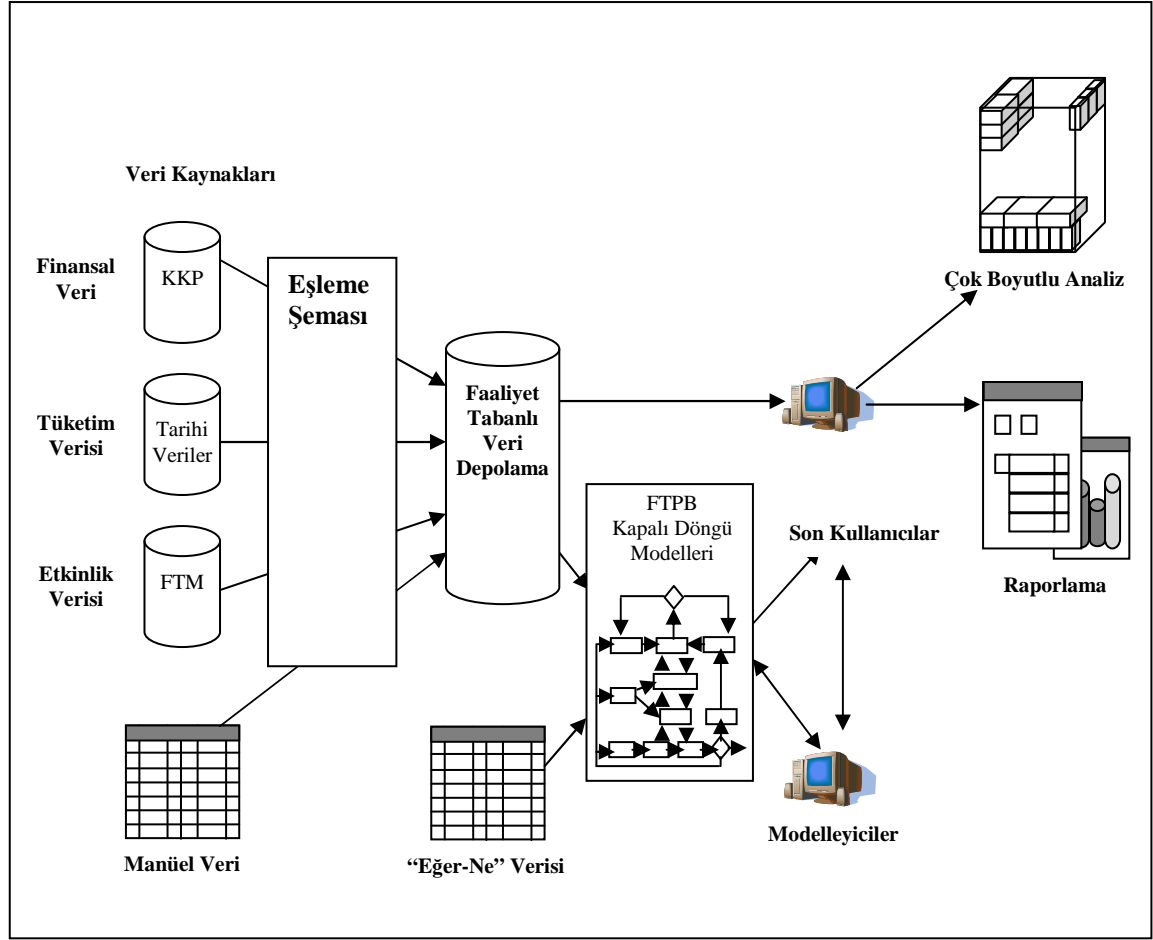 Veri Kaynakları
Finansal
Veri
KKP
Eşleme
Şeması
Tüketim
Verisi
Tarihi
Veriler
Etkinlik
Verisi
FTM
Faaliyet
Tabanlı
Veri
Depolama
Çok Boyutlu Analiz
FTPB
Kapalı Döngü
Modelleri
Son Kullanıcılar
Raporlama
Modelleyiciler
Manüel Veri
“Eğer-Ne” Verisi